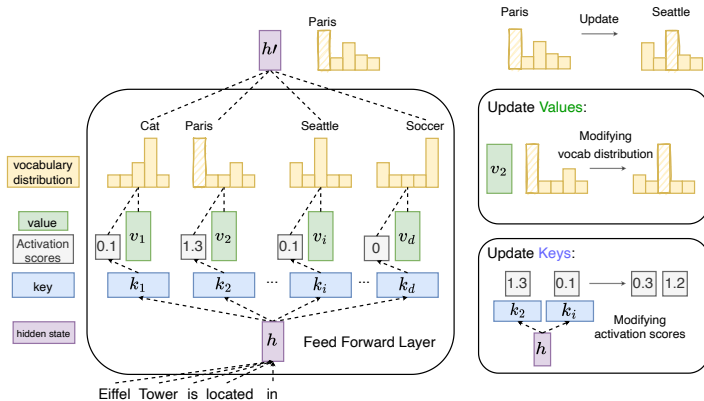 Paris
h′
Cat
Paris
Seattle
Soccer
vocabulary
distribution
value
Activation
scores
key
hidden state
0.1
v1
1.3
v2
0.1
vi
0
vd
k1
k2
...
ki
...
kd
h
Feed Forward Layer
Eiffel Tower is located in
Paris
Update
Seattle
Update Values:
Modifying
vocab distribution
v2
Update Keys:
1.3
0.1
0.3
1.2
k2
ki
Modifying
activation scores
h